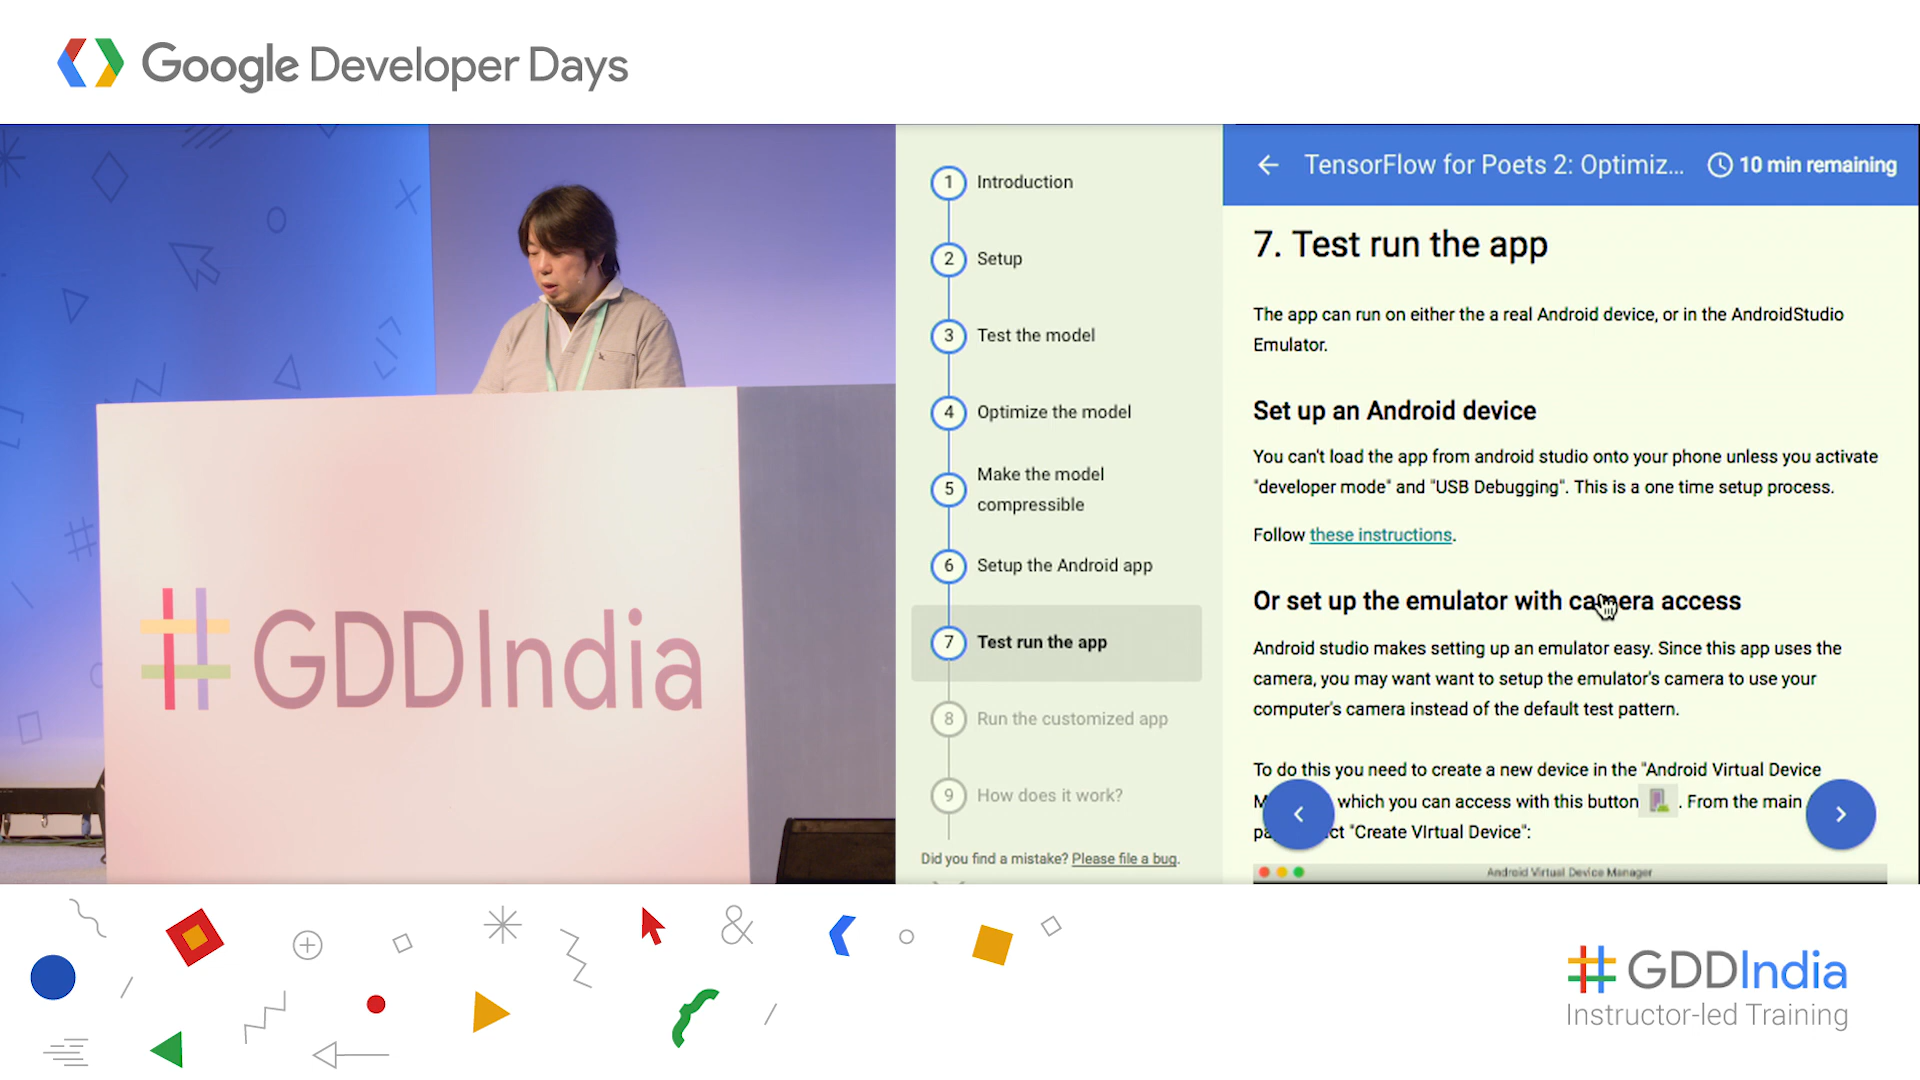 Google Developer Days
#GDDIndia
1 Introduction
2 Setup
3 Test the model
4 Optimize the model
5 Make the model
compressible
6 Setup the Android app
7 Test run the app
8 Run the customized app
9 How does it work?
Did you find a mistake? Please file a bug.
TensorFlow for Poets 2: Optimiz... 10 min remaining
7. Test run the app
The app can run on either the a real Android device, or in the AndroidStudio
Emulator.
Set up an Android device
You can't load the app from android studio onto your phone unless you activate
"developer mode" and "USB Debugging". This is a one time setup process.
Follow these instructions.
Or set up the emulator with camera access
Android studio makes setting up an emulator easy. Since this app uses the
camera, you may want want to setup the emulator's camera to use your
computer's camera instead of the default test pattern.
To do this you need to create a new device in the "Android Virtual Device
which you can access with this button . From the main
"Create VIrtual Device":
Android Virtual Device Manager
&
#GDDIndia
Instructor-led Training